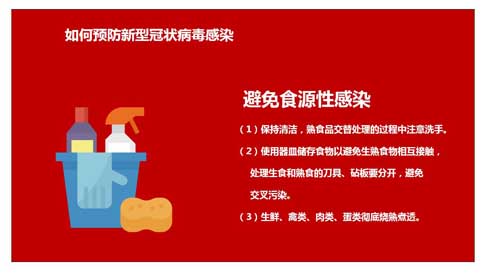 如何预防新型冠状病毒感染
避免食源性感染
（1）保持清洁，熟食品交替处理的过程中注意洗手。
（2）使用器皿储存食物以避免生熟食物相互接触，
处理生食和熟食的刀具、砧板要分开，避免
交叉污染。
（3）生鲜、禽类、肉类、蛋类彻底烧熟煮透。